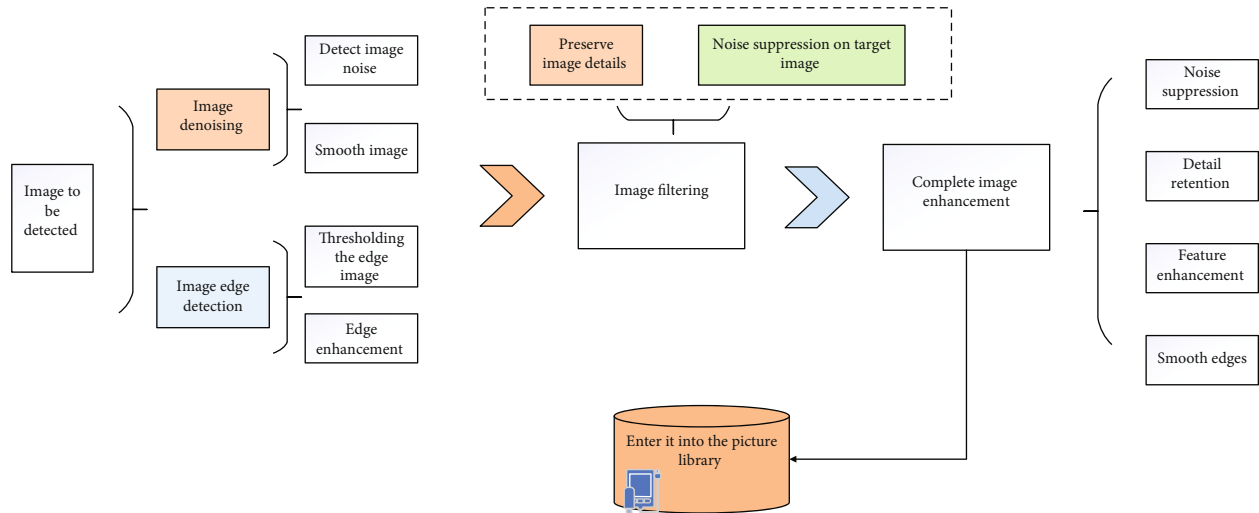 Image to
be
detected
Image
denoising
Detect image
noise
Smooth image
Image edge
detection
Thresholding
the edge
image
Edge
enhancement
Preserve
image details
Noise suppression on target
image
Image filtering
Complete image
enhancement
Noise
suppression
Detail
retention
Feature
enhancement
Smooth edges
Enter it into the picture
library